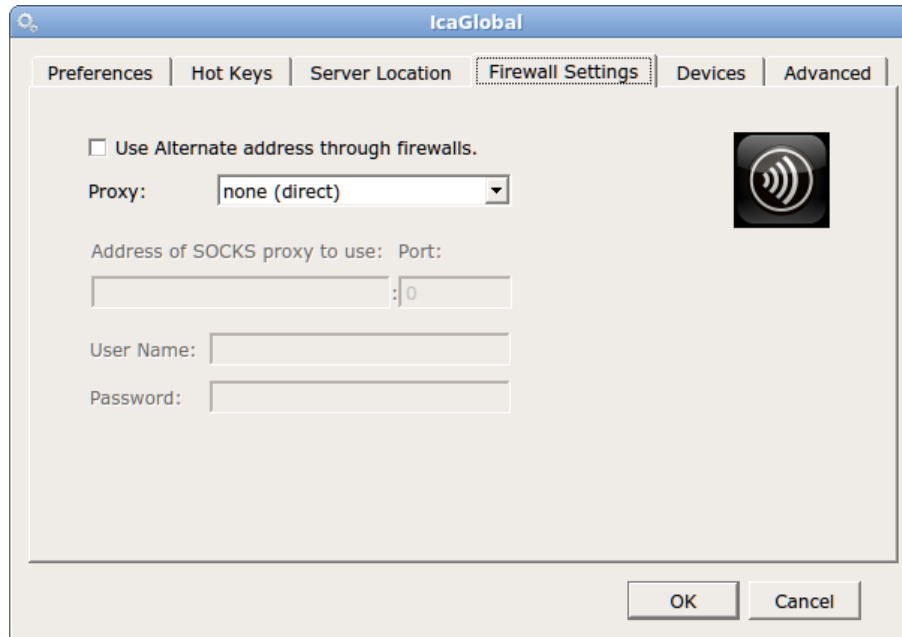 IcaGlobal
Preferences Hot Keys Server Location Firewall Settings Devices Advanced
Use Alternate address through firewalls.
Proxy: none (direct)
Address of SOCKS proxy to use: Port:
: 0
User Name:
Password:
OK Cancel